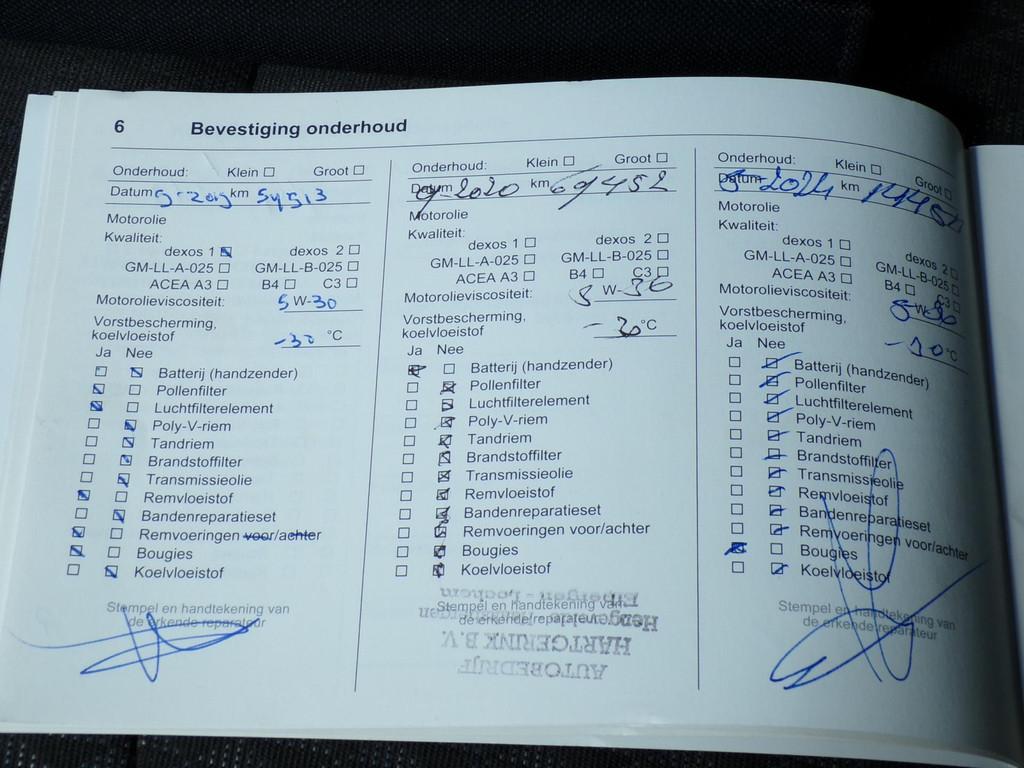 6 Bevestiging onderhoud
Onderhoud: Klein ☐ Groot ☐
Datum km
Motorolie
Kwaliteit:
dexos 1 ☒ dexos 2 ☐
GM-LL-A-025 ☐ GM-LL-B-025 ☐
ACEA A3 ☐ B4 ☐ C3 ☐
Motorolieviscositeit: 5 W-30
Vorstbescherming,
koelvloeistof -30 °C
Ja Nee
☐ ☒ Batterij (handzender)
☒ ☐ Pollenfilter
☒ ☐ Luchtfilterelement
☐ ☒ Poly-V-riem
☐ ☒ Tandriem
☐ ☒ Brandstoffilter
☐ ☒ Transmissieolie
☒ ☐ Remvloeistof
☐ ☒ Bandenreparatieset
☒ ☐ Remvoeringen voor/achter
☒ ☐ Bougies
☐ ☒ Koelvloeistof
Stempel en handtekening van
de erkende reparateur
Onderhoud: Klein ☐ Groot ☐
Datum 9-2020 km 69452
Motorolie
Kwaliteit:
dexos 1 ☐ dexos 2 ☐
GM-LL-A-025 ☐ GM-LL-B-025 ☐
ACEA A3 ☐ B4 ☐ C3 ☐
Motorolieviscositeit: 5 W-30
Vorstbescherming,
koelvloeistof -30 °C
Ja Nee
☒ ☐ Batterij (handzender)
☐ ☒ Pollenfilter
☐ ☒ Luchtfilterelement
☐ ☒ Poly-V-riem
☐ ☒ Tandriem
☐ ☒ Brandstoffilter
☐ ☒ Transmissieolie
☐ ☒ Remvloeistof
☐ ☒ Bandenreparatieset
☐ ☒ Remvoeringen voor/achter
☐ ☒ Bougies
☐ ☒ Koelvloeistof
Stempel en handtekening van
de erkende reparateur
HARTGERINK B.V.
AUTOBEDRIJF
Onderhoud: Klein ☐ Groot ☐
Datum km
Motorolie
Kwaliteit:
dexos 1 ☐ dexos 2 ☐
GM-LL-A-025 ☐ GM-LL-B-025 ☐
ACEA A3 ☐ B4 ☐ C3 ☐
Motorolieviscositeit: 5 W-30
Vorstbescherming,
koelvloeistof -30 °C
Ja Nee
☐ ☒ Batterij (handzender)
☐ ☒ Pollenfilter
☐ ☒ Luchtfilterelement
☐ ☒ Poly-V-riem
☐ ☒ Tandriem
☐ ☒ Brandstoffilter
☐ ☒ Transmissieolie
☐ ☒ Remvloeistof
☐ ☒ Bandenreparatieset
☐ ☒ Remvoeringen voor/achter
☒ ☐ Bougies
☐ ☒ Koelvloeistof
Stempel en handtekening van
de erkende reparateur